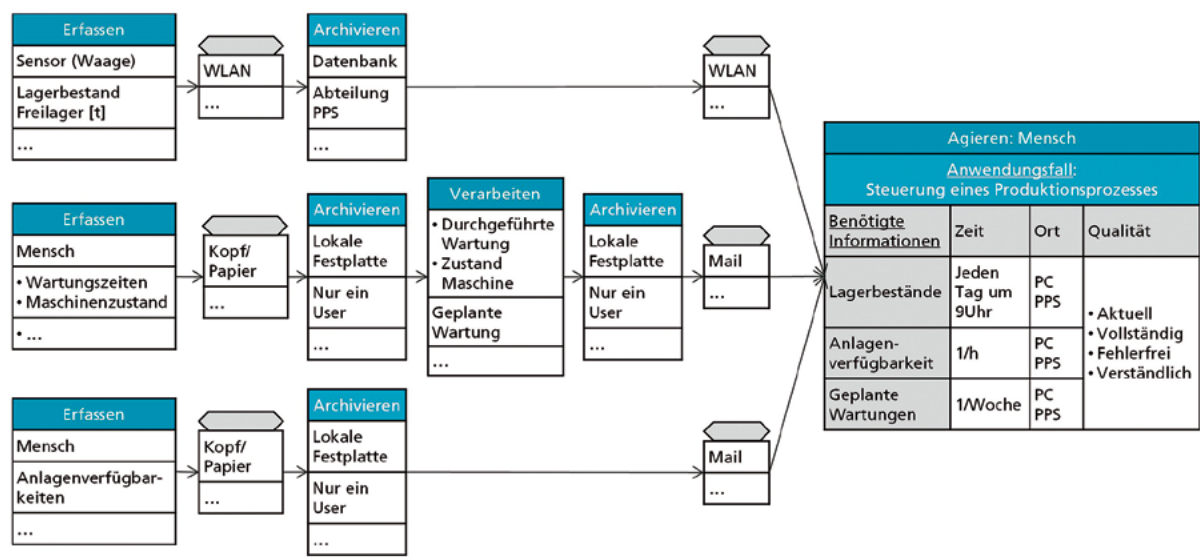 Erfassen
Sensor (Waage)
Lagerbestand
Freilager [t]
...
WLAN
...
Archivieren
Datenbank
Abteilung
PPS
...
WLAN
...
Erfassen
Mensch
• Wartungszeiten
• Maschinenzustand
• ...
Kopf/
Papier
...
Archivieren
Lokale
Festplatte
Nur ein
User
...
Verarbeiten
• Durchgeführte
Wartung
• Zustand
Maschine
Geplante
Wartung
...
Archivieren
Lokale
Festplatte
Nur ein
User
...
Mail
...
Erfassen
Mensch
Anlagenverfügbar-
keiten
...
Kopf/
Papier
...
Archivieren
Lokale
Festplatte
Nur ein
User
...
Mail
...
Agieren: Mensch
Anwendungsfall:
Steuerung eines Produktionsprozesses
Benötigte
Informationen
Zeit
Ort
Qualität
Lagerbestände
Jeden
Tag um
9Uhr
PC
PPS
Anlagen-
verfügbarkeit
1/h
PC
PPS
Geplante
Wartungen
1/Woche
PC
PPS
• Aktuell
• Vollständig
• Fehlerfrei
• Verständlich